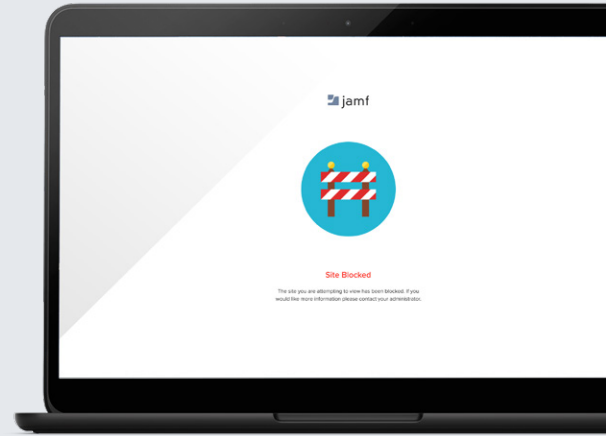 jamf
Site Blocked
The site you are attempting to view has been blocked. If you
would like more information please contact your administrator.